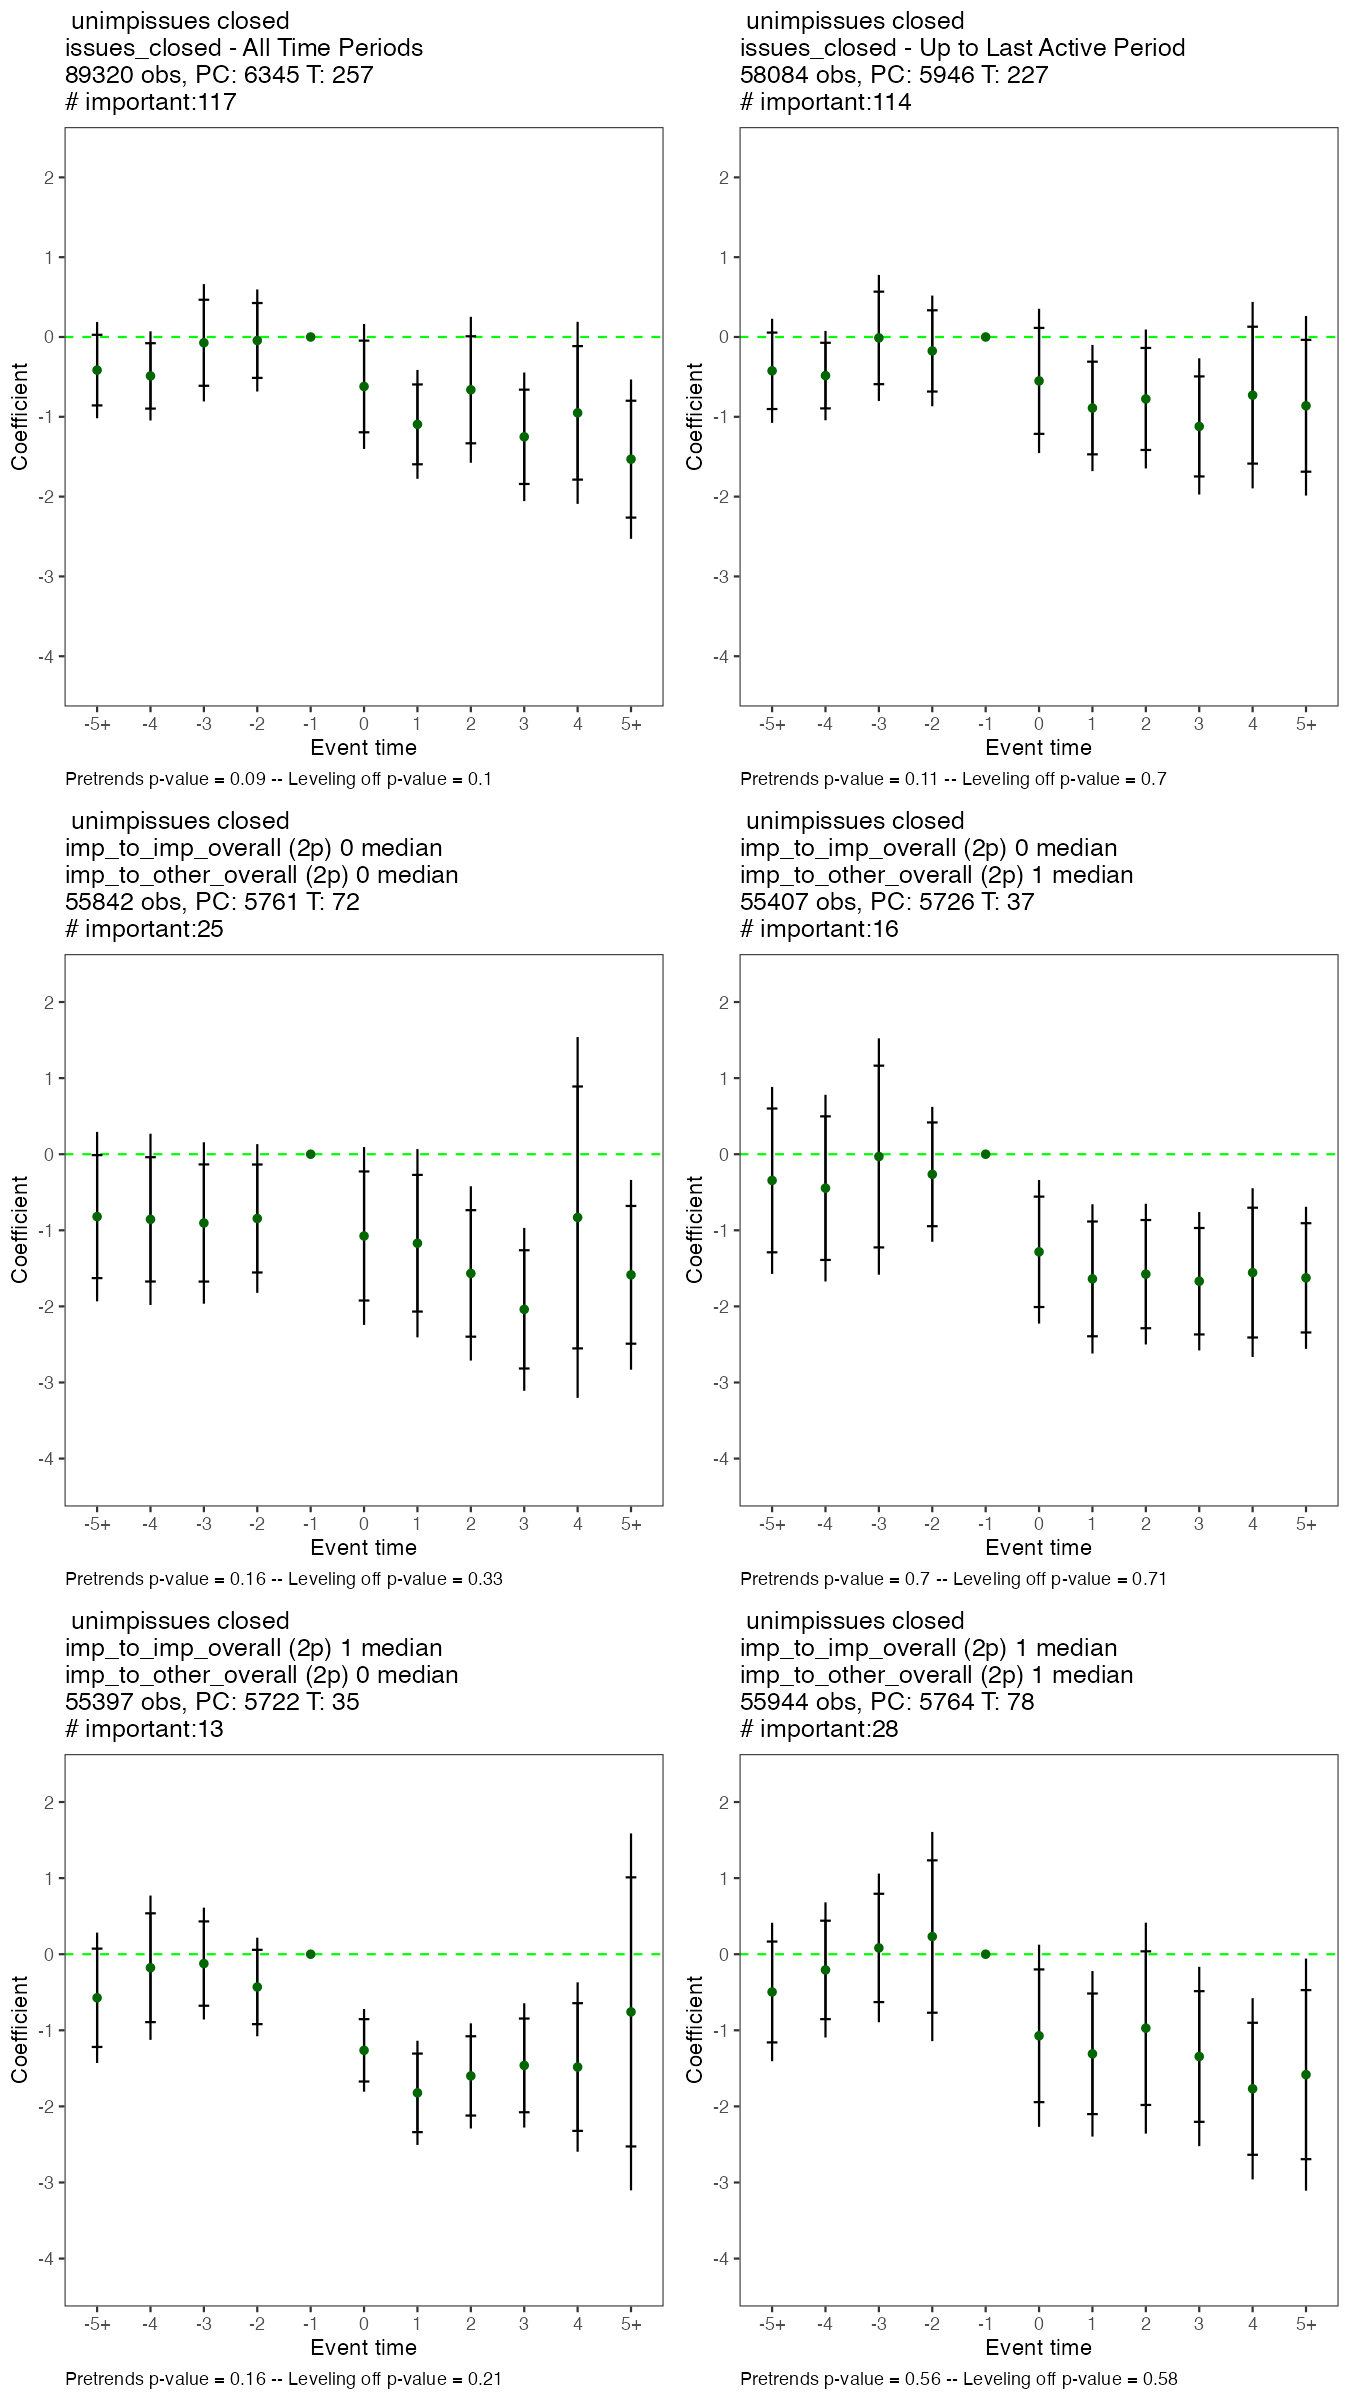 unimpissues closed
issues_closed - All Time Periods
89320 obs, PC: 6345 T: 257
# important:117
2
1
0
-1
-2
-3
-4
Coefficient
-5+ -4 -3 -2 -1 0 1 2 3 4 5+
Event time
Pretrends p-value = 0.09 -- Leveling off p-value = 0.1
unimpissues closed
issues_closed - Up to Last Active Period
58084 obs, PC: 5946 T: 227
# important:114
2
1
0
-1
-2
-3
-4
Coefficient
-5+ -4 -3 -2 -1 0 1 2 3 4 5+
Event time
Pretrends p-value = 0.11 -- Leveling off p-value = 0.7
unimpissues closed
imp_to_imp_overall (2p) 0 median
imp_to_other_overall (2p) 0 median
55842 obs, PC: 5761 T: 72
# important:25
2
1
0
-1
-2
-3
-4
Coefficient
-5+ -4 -3 -2 -1 0 1 2 3 4 5+
Event time
Pretrends p-value = 0.16 -- Leveling off p-value = 0.33
unimpissues closed
imp_to_imp_overall (2p) 0 median
imp_to_other_overall (2p) 1 median
55407 obs, PC: 5726 T: 37
# important:16
2
1
0
-1
-2
-3
-4
Coefficient
-5+ -4 -3 -2 -1 0 1 2 3 4 5+
Event time
Pretrends p-value = 0.7 -- Leveling off p-value = 0.71
unimpissues closed
imp_to_imp_overall (2p) 1 median
imp_to_other_overall (2p) 0 median
55397 obs, PC: 5722 T: 35
# important:13
2
1
0
-1
-2
-3
-4
Coefficient
-5+ -4 -3 -2 -1 0 1 2 3 4 5+
Event time
Pretrends p-value = 0.16 -- Leveling off p-value = 0.21
unimpissues closed
imp_to_imp_overall (2p) 1 median
imp_to_other_overall (2p) 1 median
55944 obs, PC: 5764 T: 78
# important:28
2
1
0
-1
-2
-3
-4
Coefficient
-5+ -4 -3 -2 -1 0 1 2 3 4 5+
Event time
Pretrends p-value = 0.56 -- Leveling off p-value = 0.58